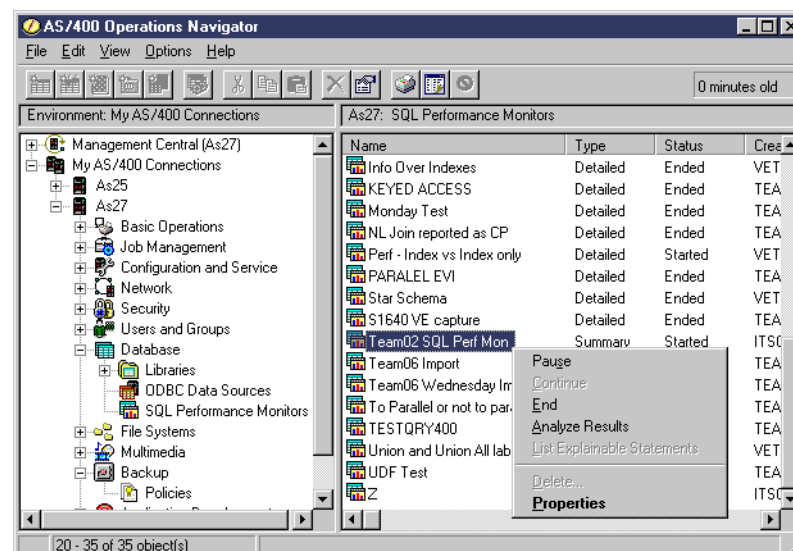 AS/400 Operations Navigator
File Edit View Options Help
0 minutes old
Environment: My AS/400 Connections
As27: SQL Performance Monitors
Management Central (As27)
My AS/400 Connections
As25
As27
Basic Operations
Job Management
Configuration and Service
Network
Security
Users and Groups
Database
Libraries
ODBC Data Sources
SQL Performance Monitors
File Systems
Multimedia
Backup
Policies
Name Type Status Crea
Info Over Indexes Detailed Ended VET
KEYED ACCESS Detailed Ended TEA
Monday Test Detailed Ended TEA
NL Join reported as CP Detailed Ended TEA
Perf - Index vs Index only Detailed Started VET
PARALEL EVI Detailed Ended TEA
Star Schema Detailed Ended VET
S1640 VE capture Detailed Ended TEA
Team02 SQL Perf Mon Summary Started ITSO
Team06 Import TEA
Team06 Wednesday Im TEA
To Parallel or not to par TEA
TESTQRY400 TEA
Union and Union All lab VET
UDF Test TEA
Z ITSO
Pause
Continue
End
Analyze Results
List Explainable Statements
Delete...
Properties
20 - 35 of 35 object(s)